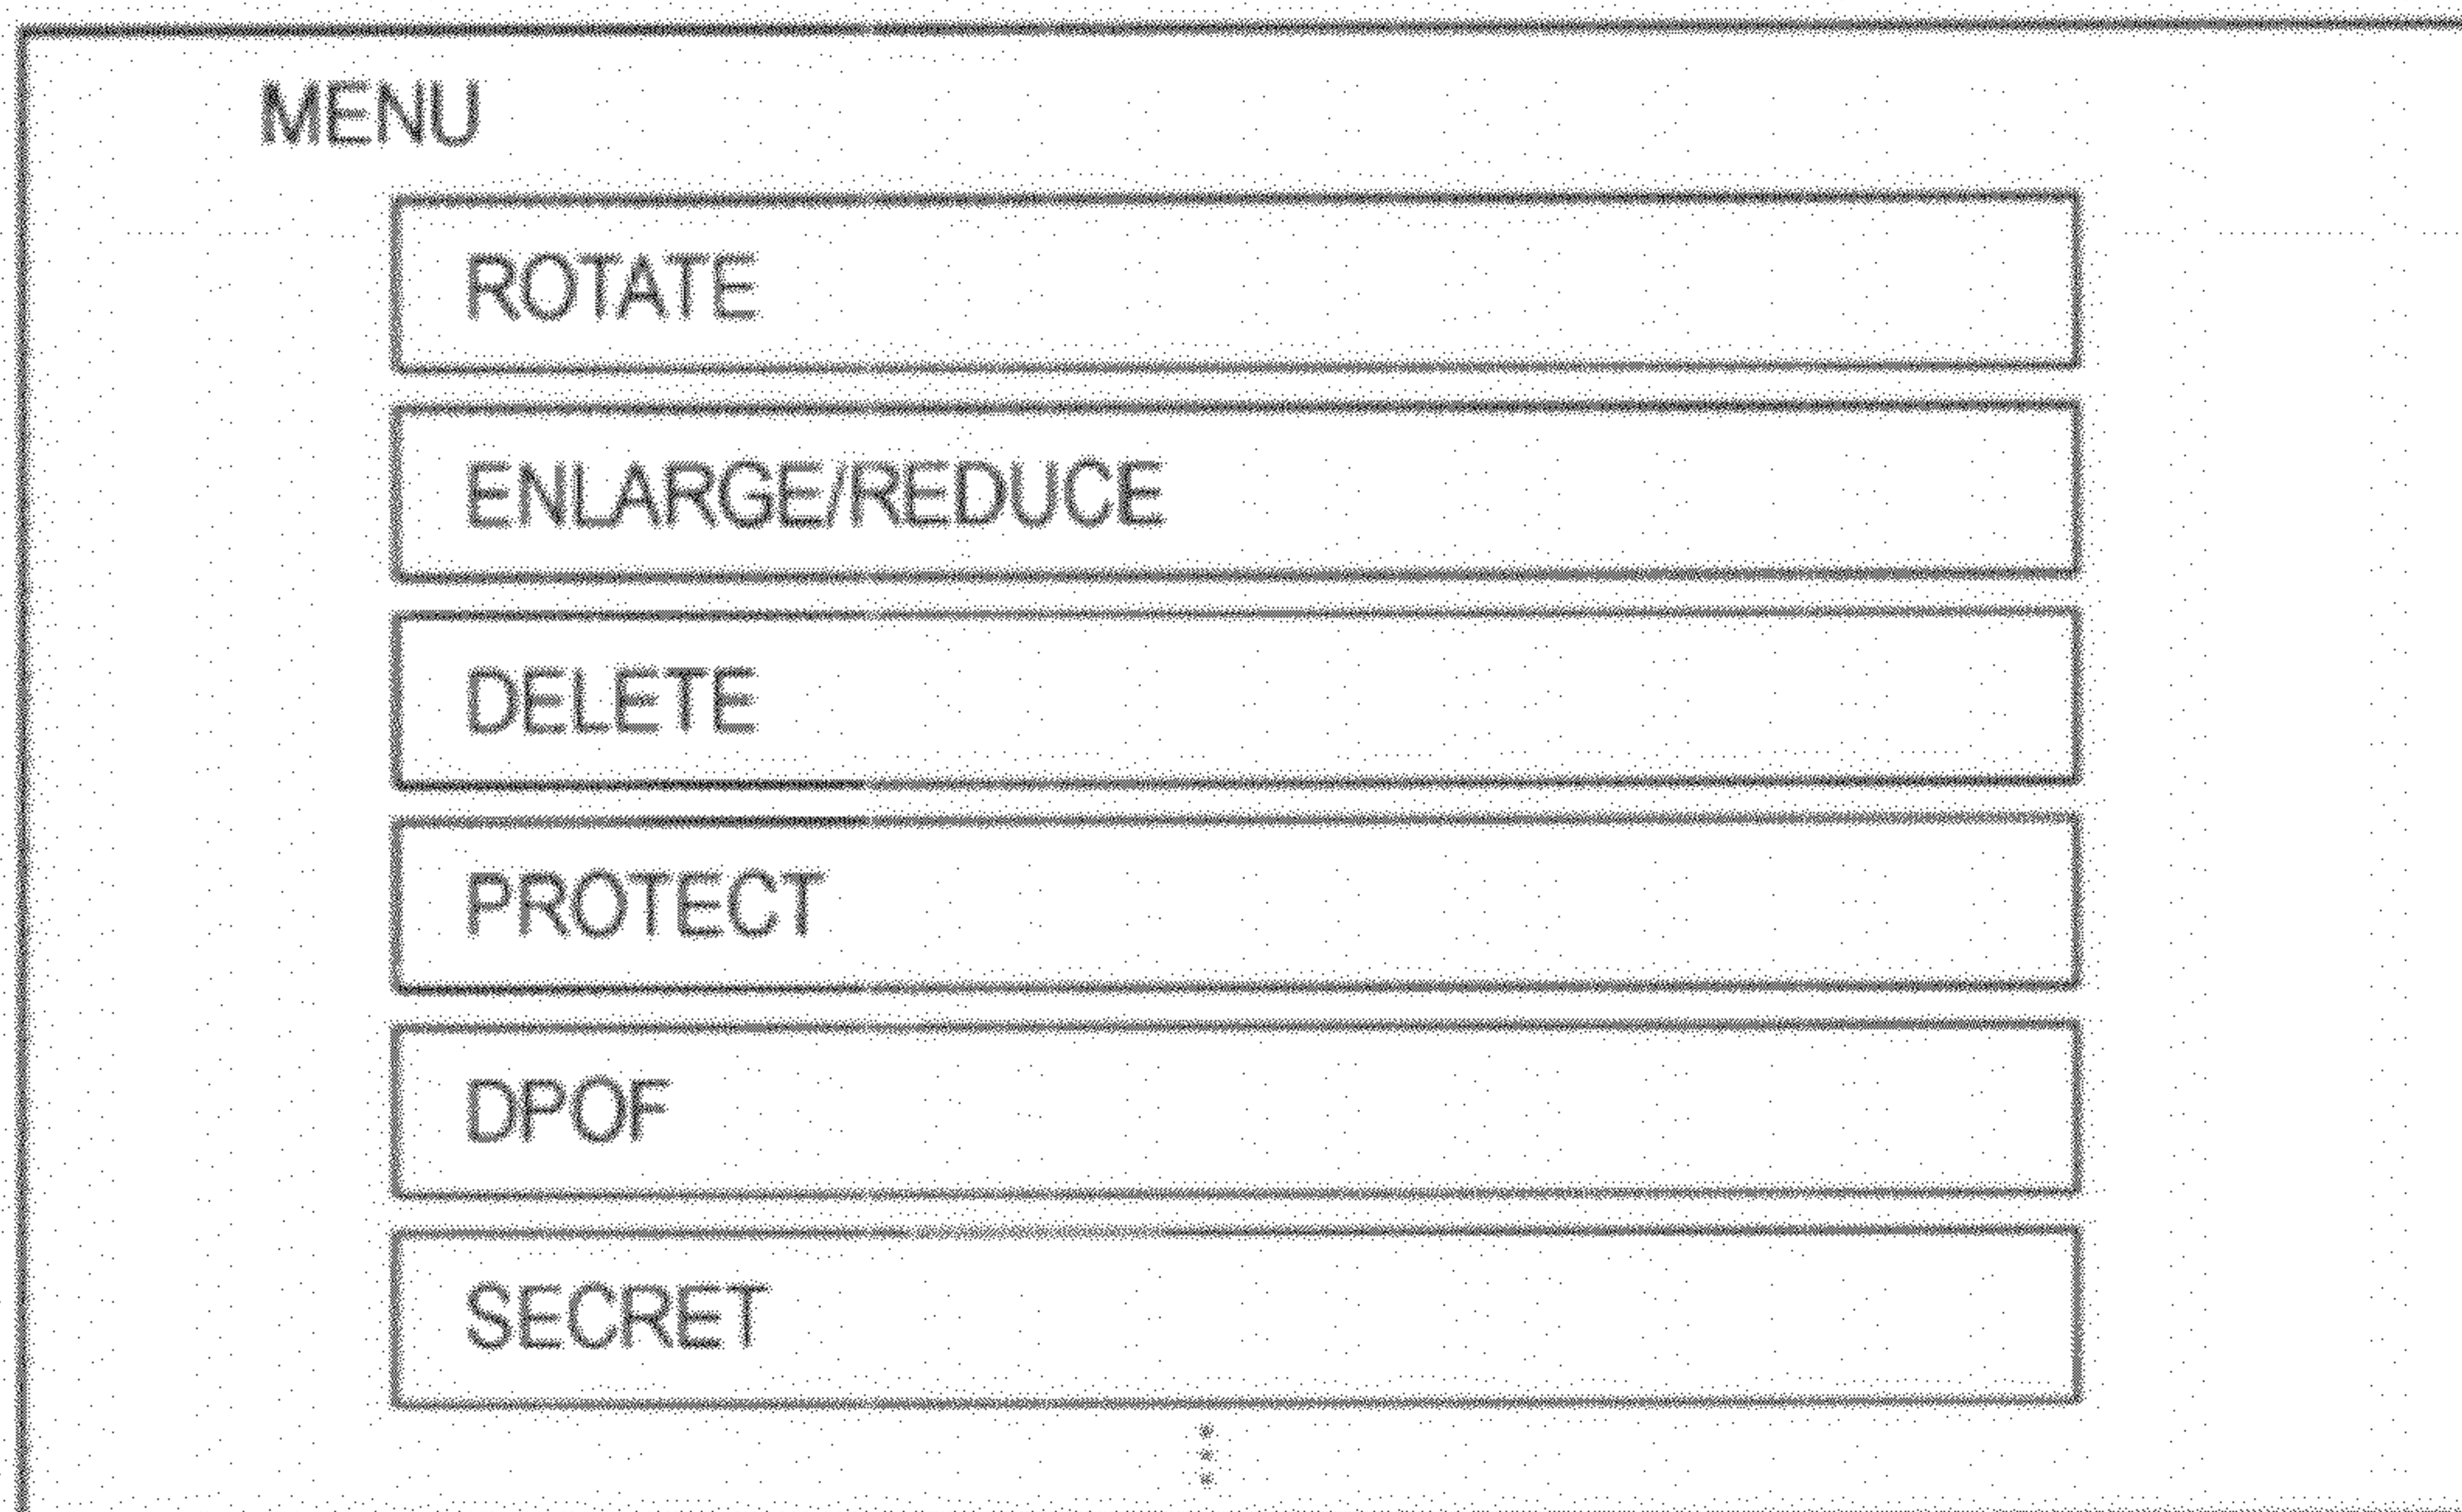 MENU
ROTATE
ENLARGE/REDUCE
DELETE
PROTECT
DPOF
SECRET